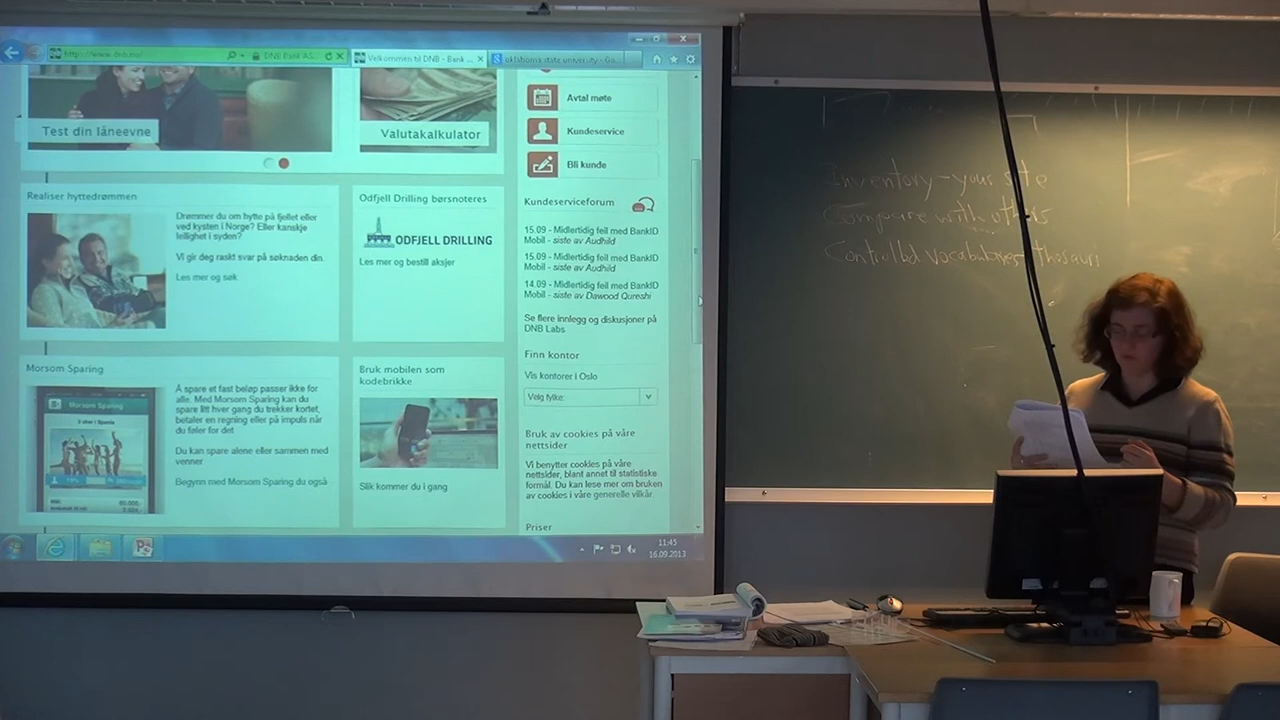 http://www.dnb.no/
DNB Bank AS...
Velkommen til DNB - Bank ...
oklahoma state university - Go...
Test din låneevne
Valutakalkulator
Avtal møte
Kundeservice
Bli kunde
Realiser hyttedrømmen
Drømmer du om hytte på fjellet eller
ved kysten i Norge? Eller kanskje
leilighet i syden?
Vi gir deg raskt svar på søknaden din.
Les mer og søk
Odfjell Drilling børsnoteres
ODFJELL DRILLING
Les mer og bestill aksjer
Kundeserviceforum
15.09 - Midlertidig feil med BankID
Mobil - siste av Audhild
15.09 - Midlertidig feil med BankID
Mobil - siste av Audhild
14.09 - Midlertidig feil med BankID
Mobil - siste av Dawood Qureshi
Se flere innlegg og diskusjoner på
DNB Labs
Finn kontor
Vis kontorer i Oslo
Velg fylke:
Morsom Sparing
Morsom Sparing
Å spare et fast beløp passer ikke for
alle. Med Morsom Sparing kan du
spare litt hver gang du trekker kortet,
betaler en regning eller på impuls når
du føler for det
Du kan spare alene eller sammen med
venner
Begynn med Morsom Sparing du også
Bruk mobilen som
kodebrikke
Slik kommer du i gang
Bruk av cookies på våre
nettsider
Vi benytter cookies på våre
nettsider, blant annet til statistiske
formål. Du kan lese mer om bruken
av cookies i våre generelle vilkår.
Priser
11:45
16.09.2013
Inventory - your site
Compare with others
Controlled vocabularies thosauri